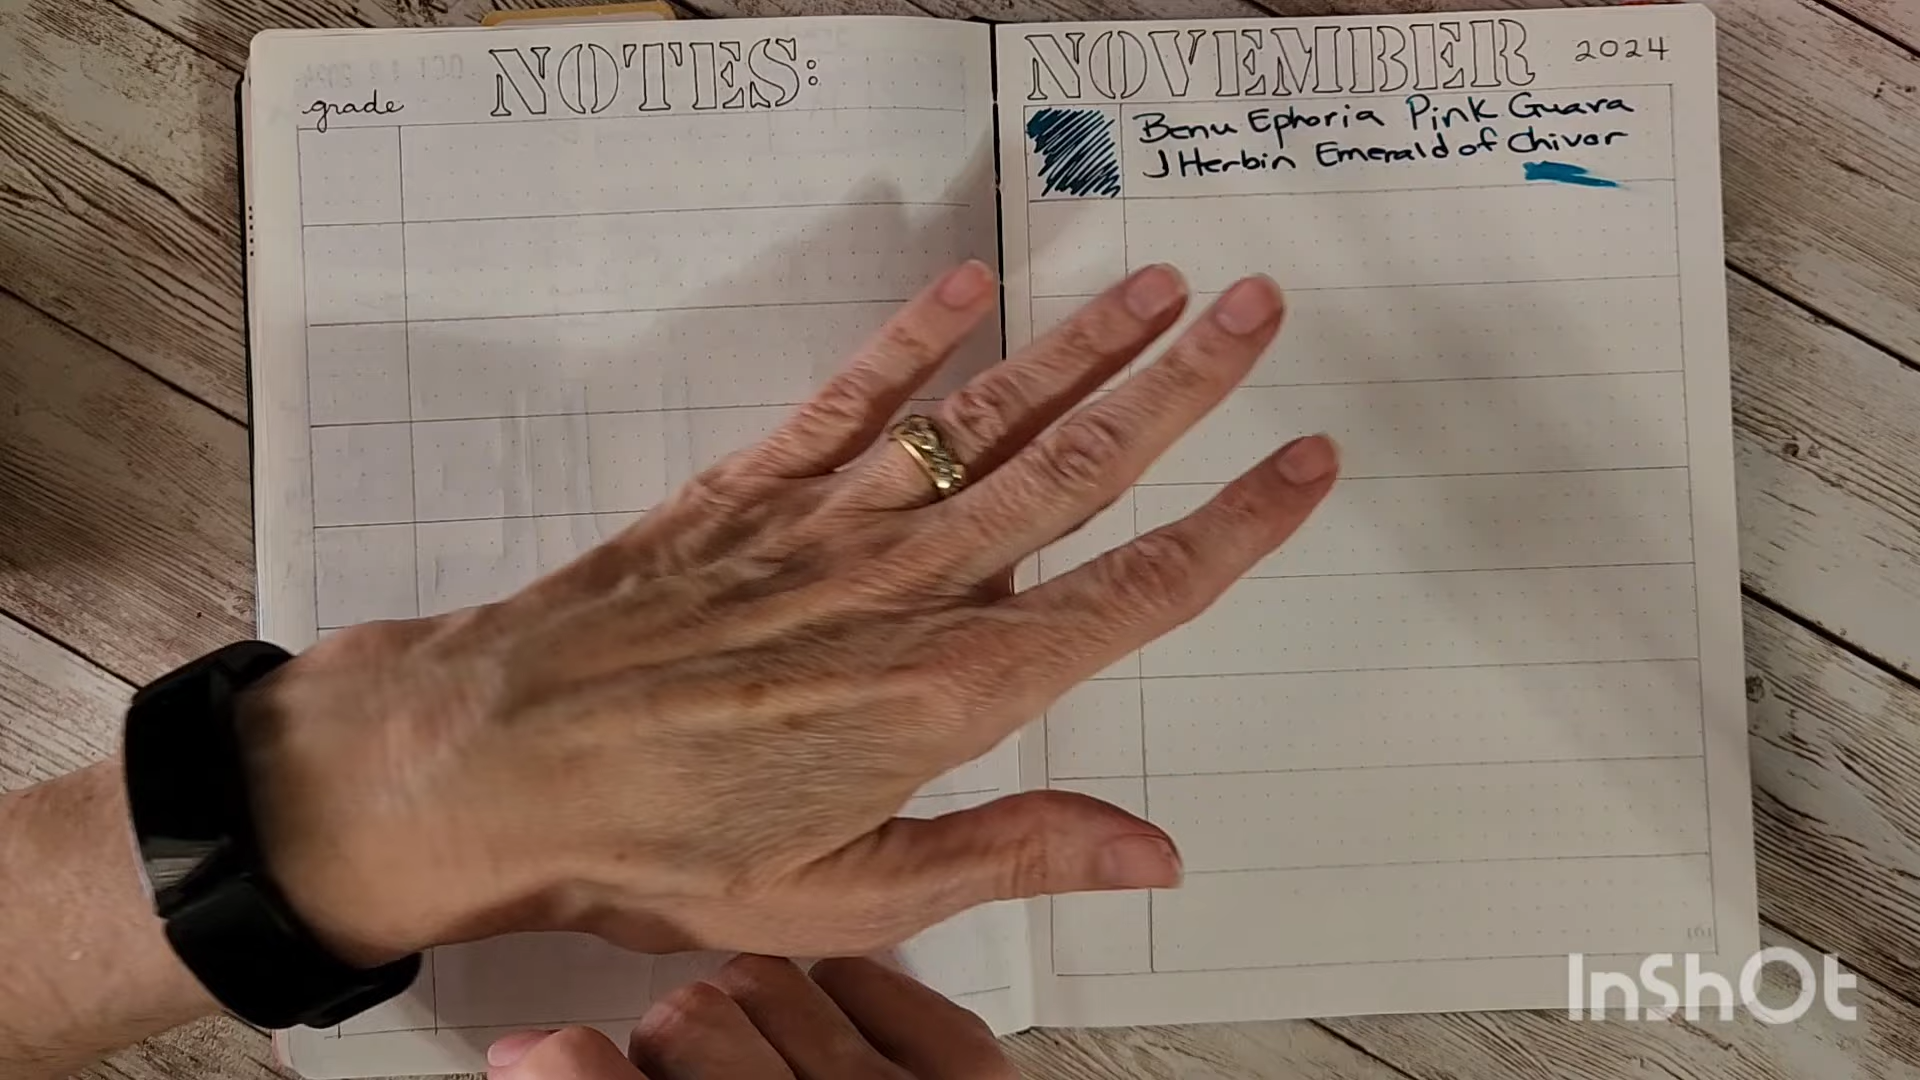 NOTES:
grade
NOVEMBER 2024
Benu Ephoria Pink Guava
J Herbin Emerald of Chivor
InShOt